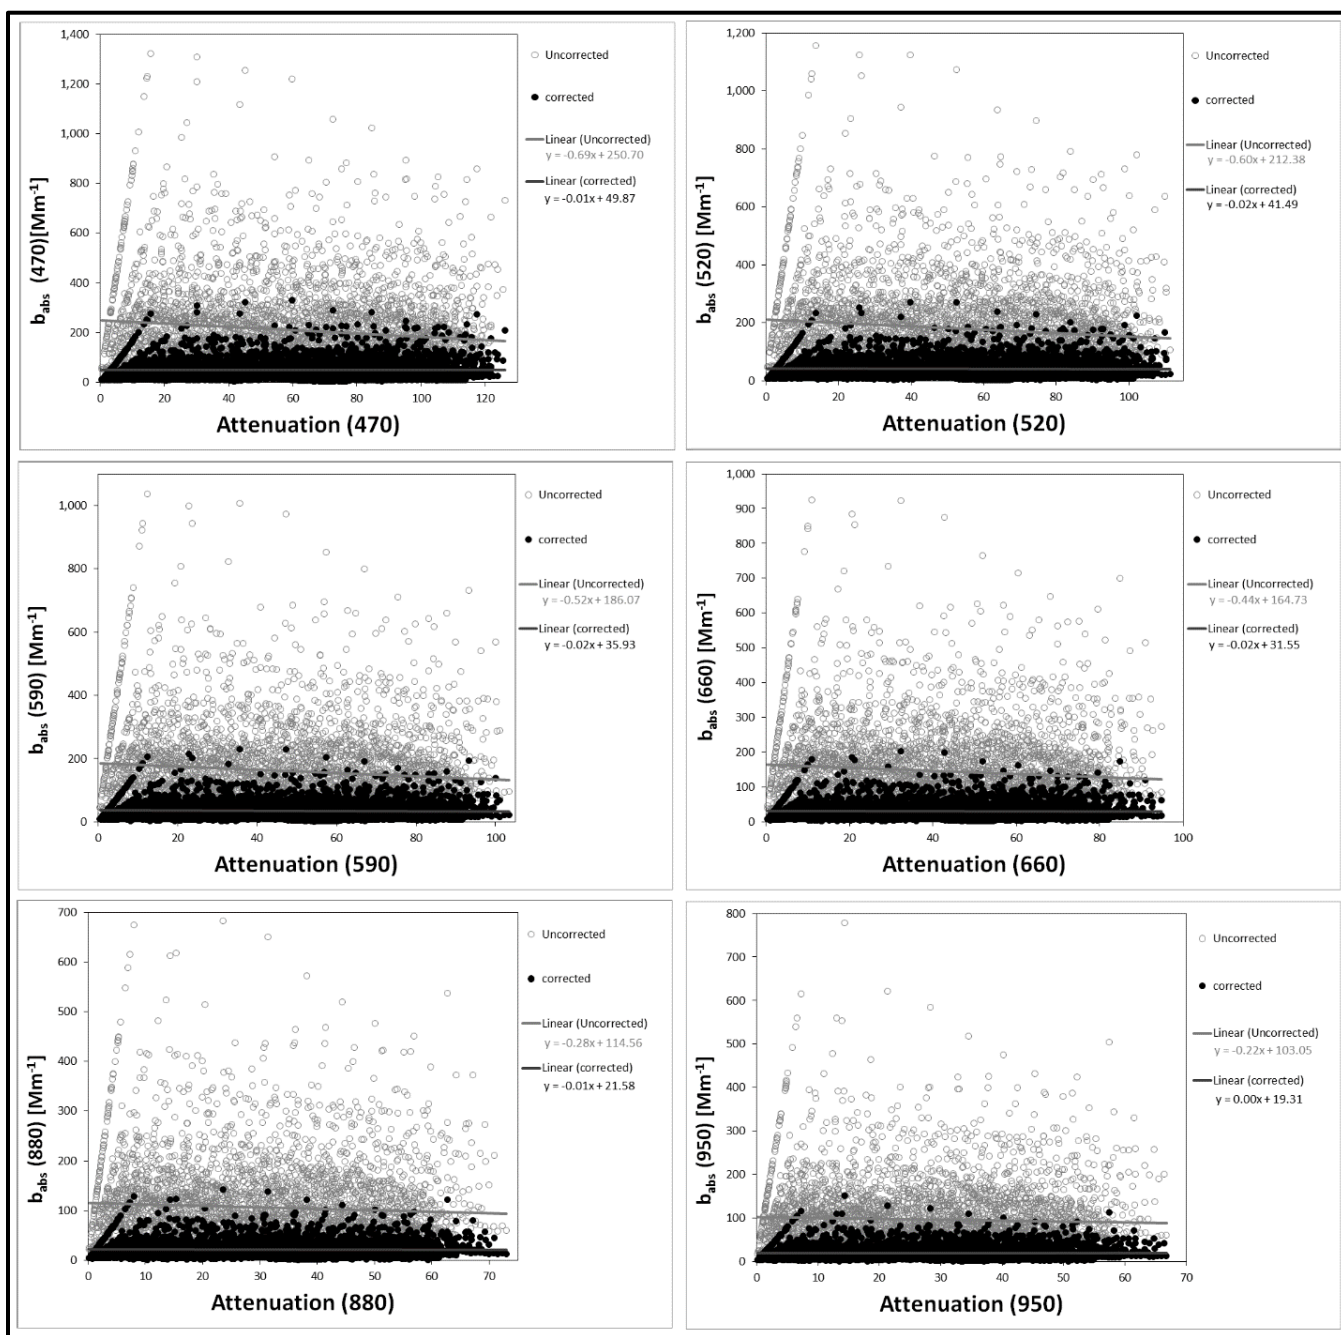 1,400
1,200
1,000
800
600
400
200
0
0 20 40 60 80 100 120
b_abs (470)[Mm⁻¹]
Attenuation (470)
Uncorrected
corrected
Linear (Uncorrected)
y = -0.69x + 250.70
Linear (corrected)
y = -0.01x + 49.87
1,200
1,000
800
600
400
200
0
0 20 40 60 80 100
b_abs (520) [Mm⁻¹]
Attenuation (520)
Uncorrected
corrected
Linear (Uncorrected)
y = -0.60x + 212.38
Linear (corrected)
y = -0.02x + 41.49
1,000
800
600
400
200
0
0 20 40 60 80 100
b_abs (590) [Mm⁻¹]
Attenuation (590)
Uncorrected
corrected
Linear (Uncorrected)
y = -0.52x + 186.07
Linear (corrected)
y = -0.02x + 35.93
1,000
900
800
700
600
500
400
300
200
100
0
0 20 40 60 80 100
b_abs (660) [Mm⁻¹]
Attenuation (660)
Uncorrected
corrected
Linear (Uncorrected)
y = -0.44x + 164.73
Linear (corrected)
y = -0.02x + 31.55
700
600
500
400
300
200
100
0
0 10 20 30 40 50 60 70
b_abs (880) [Mm⁻¹]
Attenuation (880)
Uncorrected
corrected
Linear (Uncorrected)
y = -0.28x + 114.56
Linear (corrected)
y = -0.01x + 21.58
800
700
600
500
400
300
200
100
0
0 10 20 30 40 50 60 70
b_abs (950) [Mm⁻¹]
Attenuation (950)
Uncorrected
corrected
Linear (Uncorrected)
y = -0.22x + 103.05
Linear (corrected)
y = 0.00x + 19.31